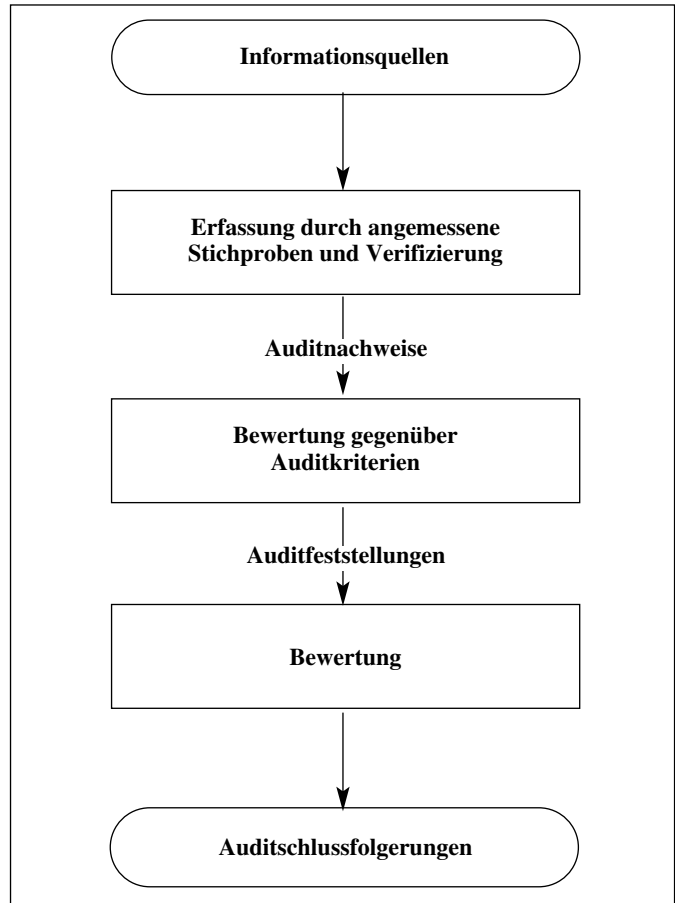 Informationsquellen
Erfassung durch angemessene
Stichproben und Verifizierung
Auditnachweise
Bewertung gegenüber
Auditkriterien
Auditfeststellungen
Bewertung
Auditschlussfolgerungen